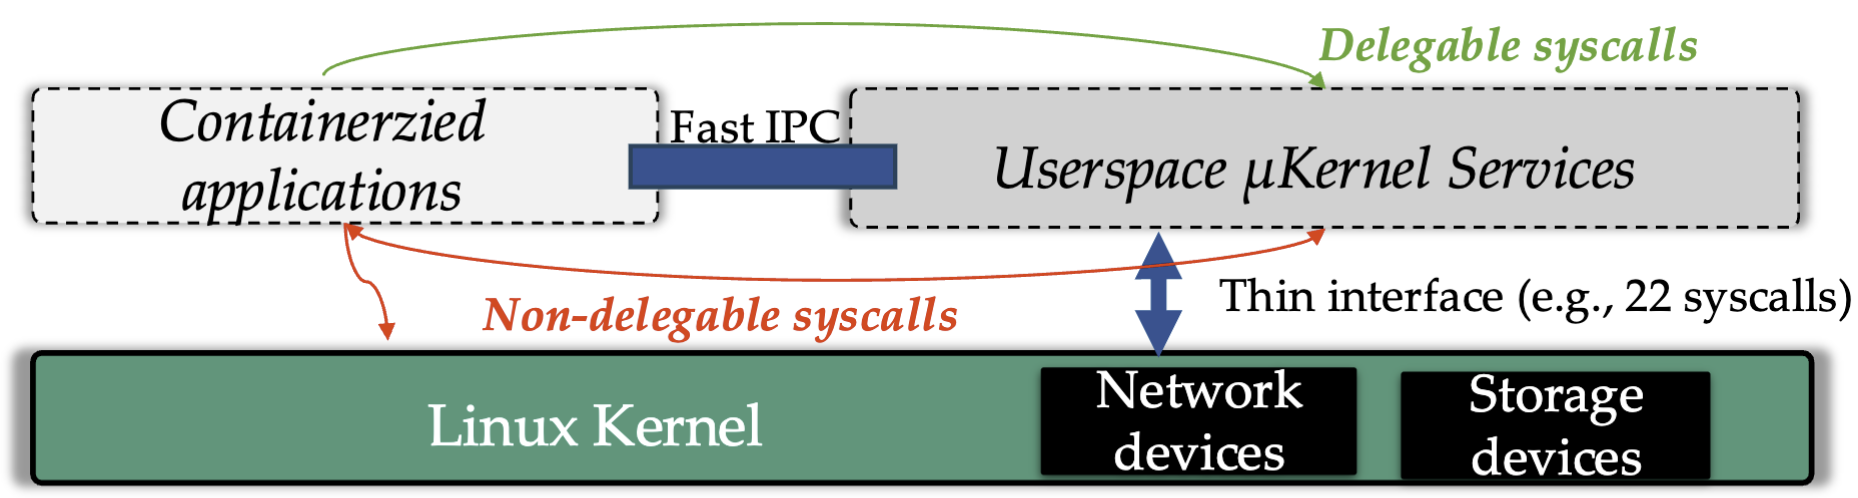 Delegable syscalls
Containerzied
applications
Fast IPC
Userspace μKernel Services
Non-delegable syscalls
Thin interface (e.g., 22 syscalls)
Linux Kernel
Network
devices
Storage
devices